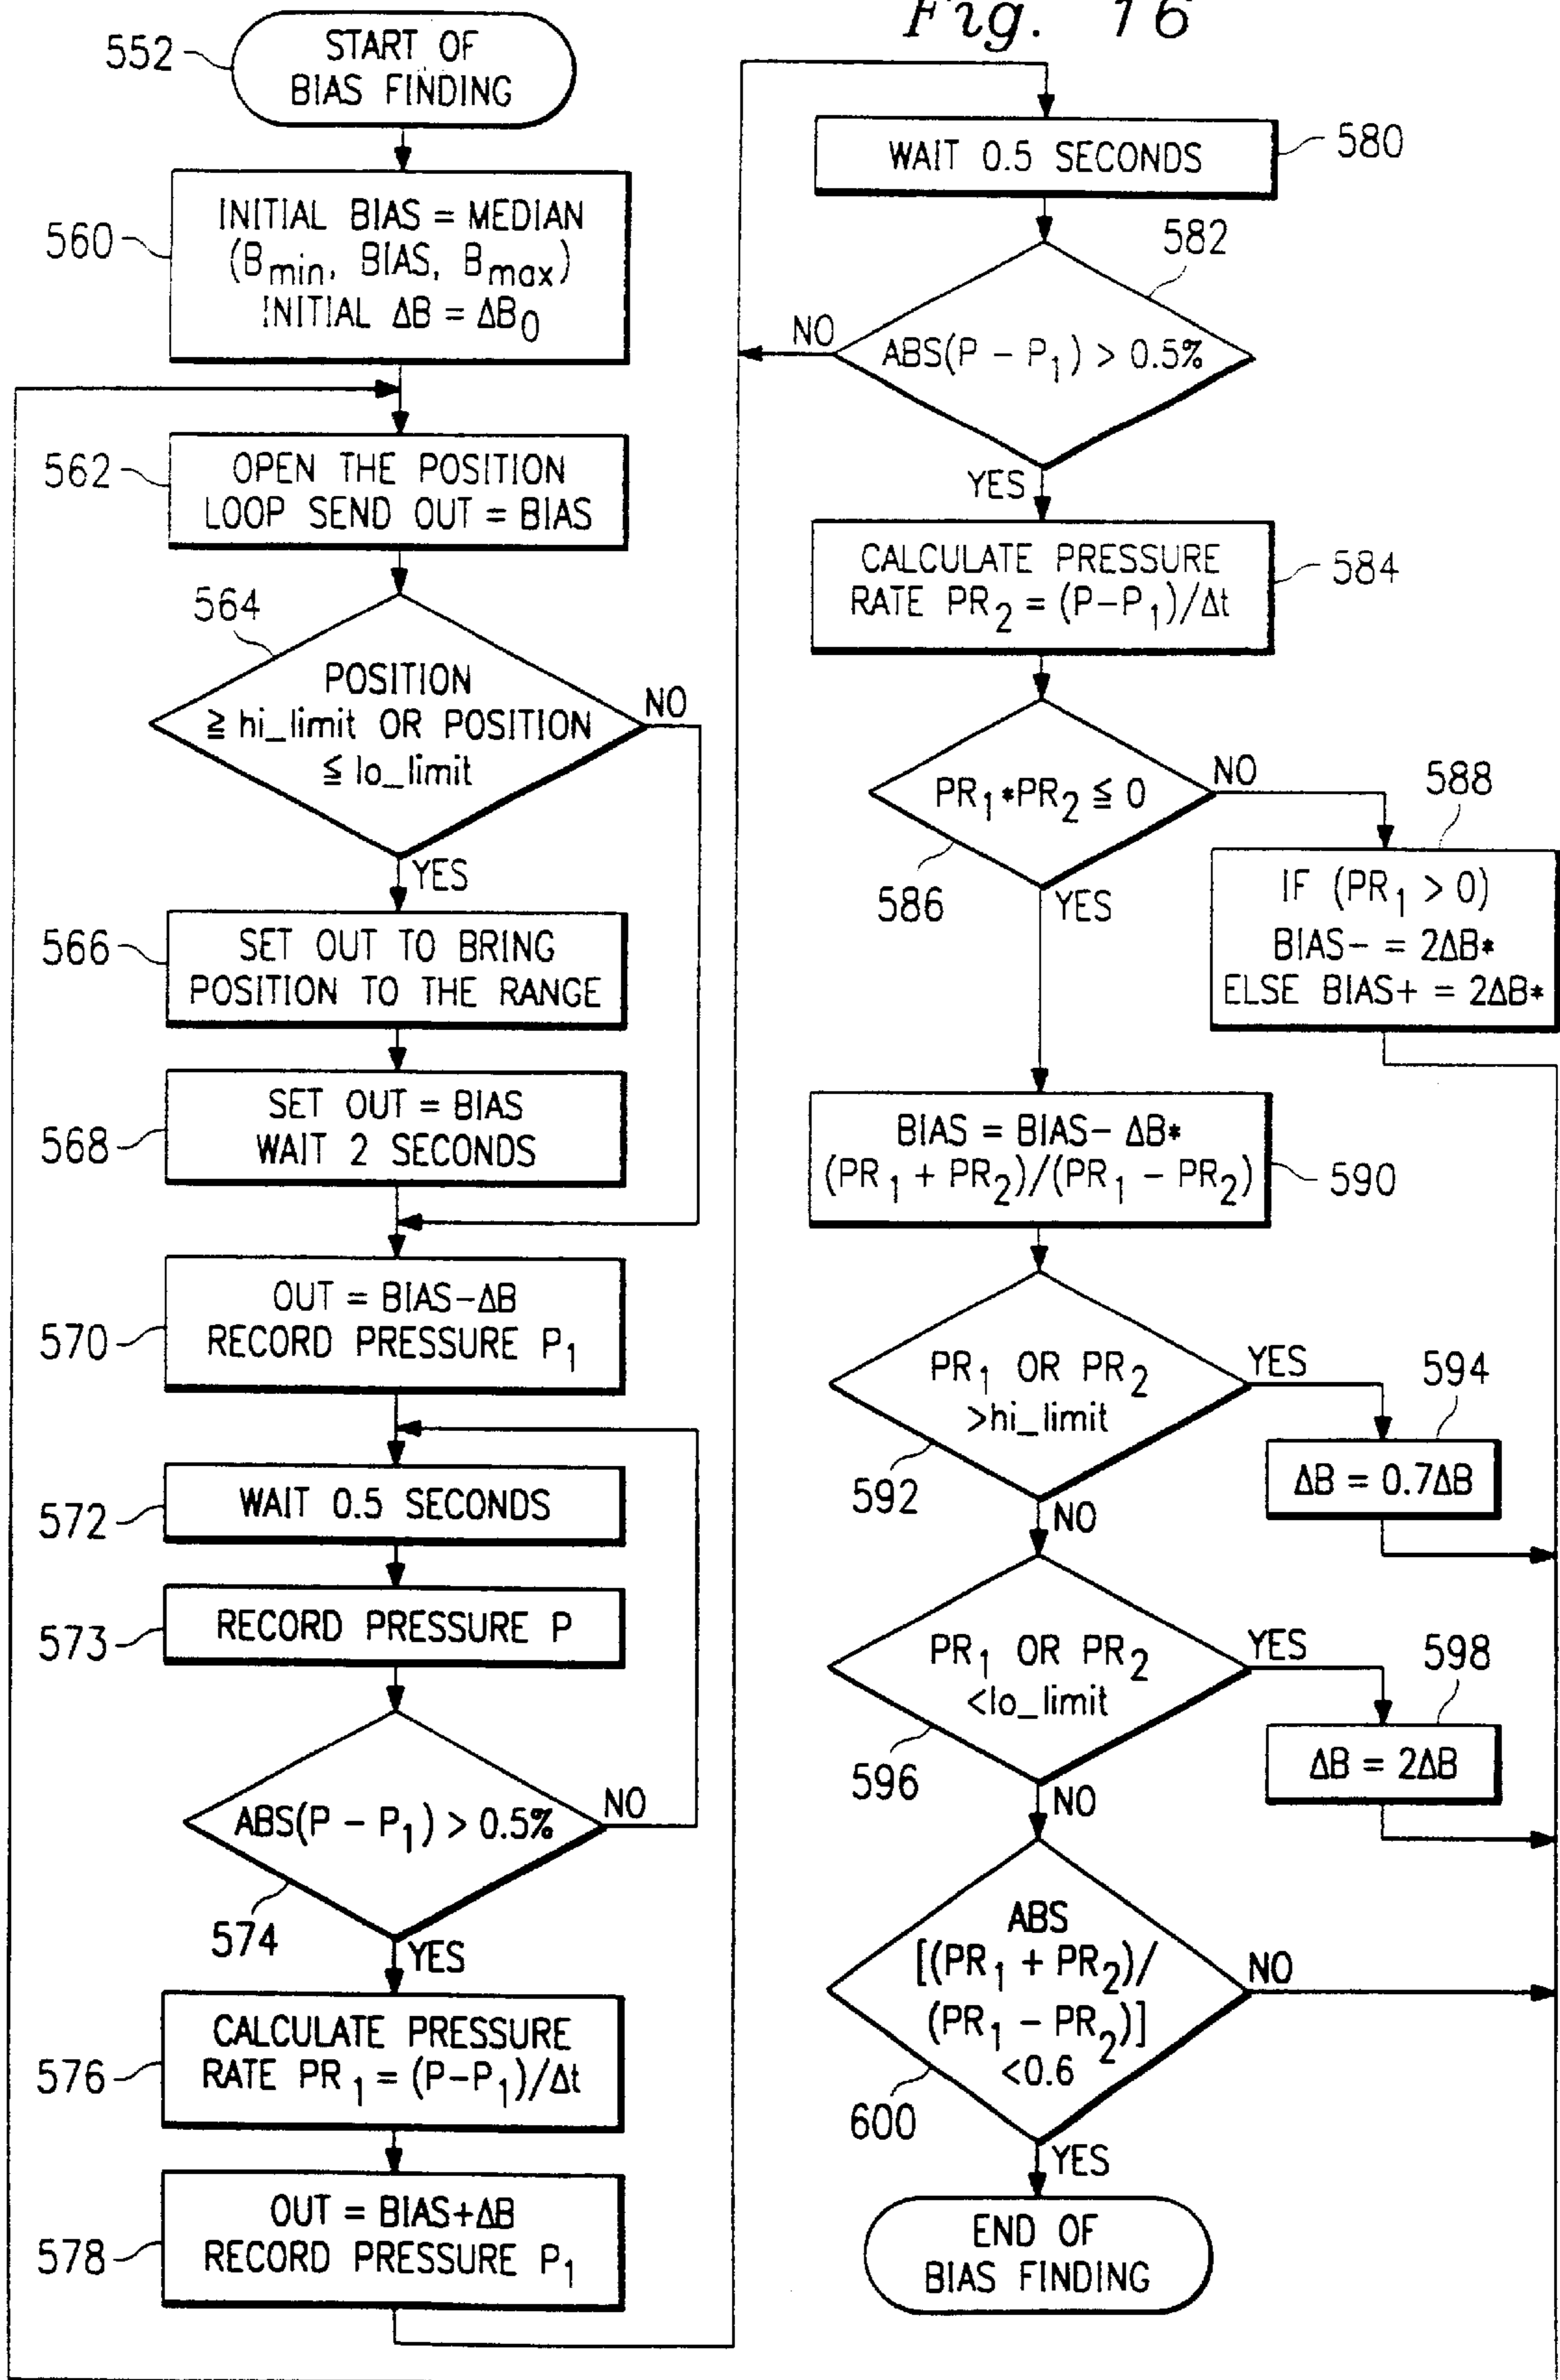 Fig. 16
552
START OF
BIAS FINDING
560
INITIAL BIAS = MEDIAN
(Bmin, BIAS, Bmax)
INITIAL ΔB = ΔB0
562
OPEN THE POSITION
LOOP SEND OUT = BIAS
564
POSITION
≧ hi_limit OR POSITION
≦ lo_limit
NO
YES
566
SET OUT TO BRING
POSITION TO THE RANGE
568
SET OUT = BIAS
WAIT 2 SECONDS
570
OUT = BIAS-ΔB
RECORD PRESSURE P1
572
WAIT 0.5 SECONDS
573
RECORD PRESSURE P
ABS(P - P1) > 0.5%
NO
574
YES
576
CALCULATE PRESSURE
RATE PR1 = (P-P1)/Δt
578
OUT = BIAS+ΔB
RECORD PRESSURE P1
WAIT 0.5 SECONDS
580
582
NO
ABS(P - P1) > 0.5%
YES
CALCULATE PRESSURE
RATE PR2 = (P-P1)/Δt
584
PR1*PR2 ≦ 0
NO
586
YES
588
IF (PR1 > 0)
BIAS- = 2ΔB*
ELSE BIAS+ = 2ΔB*
BIAS = BIAS- ΔB*
(PR1 + PR2)/(PR1 - PR2)
590
PR1 OR PR2
>hi_limit
YES
592
NO
594
ΔB = 0.7ΔB
PR1 OR PR2
<lo_limit
YES
596
NO
598
ΔB = 2ΔB
ABS
[(PR1 + PR2)/
(PR1 - PR2)]
<0.6
NO
600
YES
END OF
BIAS FINDING